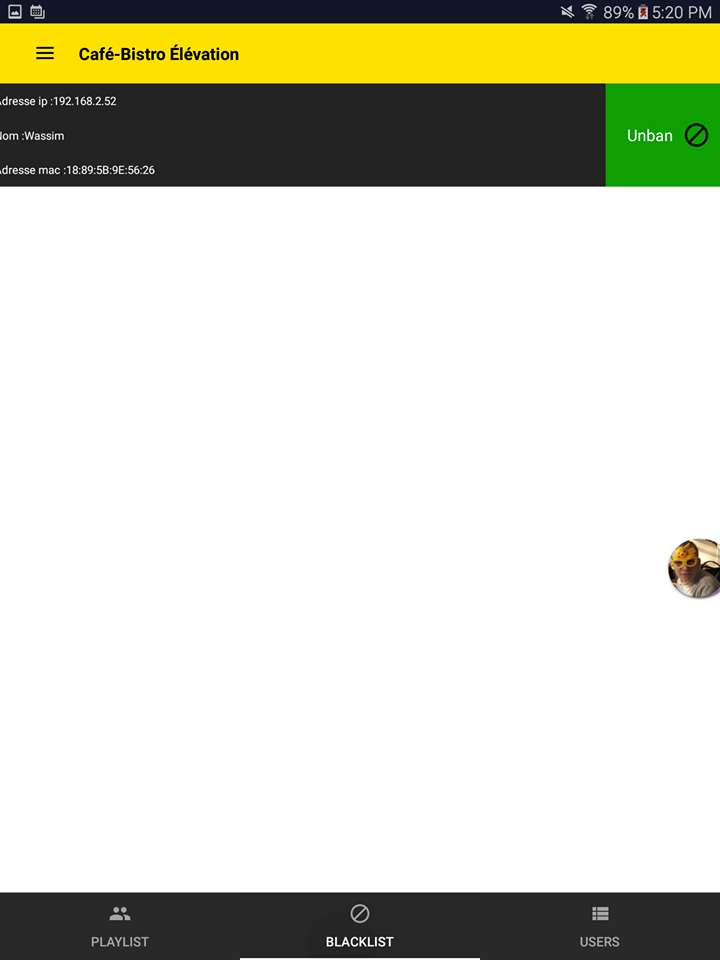 89% 5:20 PM
Café-Bistro Élévation
dresse ip :192.168.2.52
Nom :Wassim
dresse mac :18:89:5B:9E:56:26
Unban
PLAYLIST
BLACKLIST
USERS